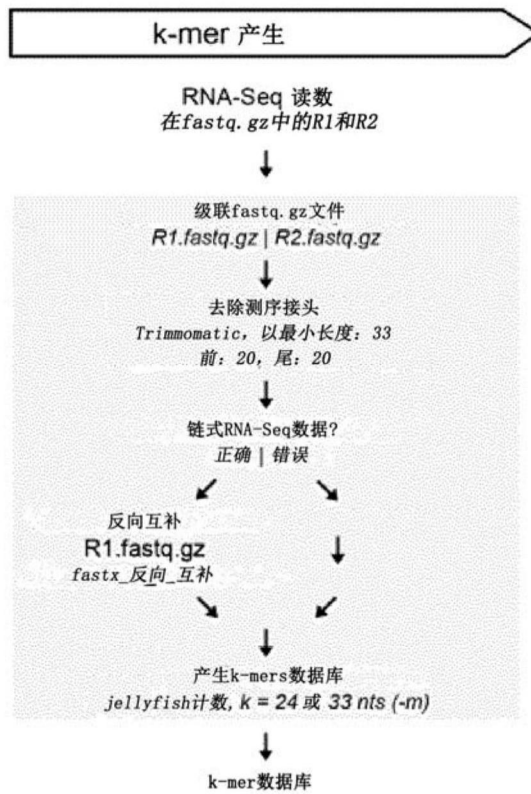 k-mer 产生
RNA-Seq 读数
在fastq.gz中的R1和R2
级联fastq.gz文件
R1.fastq.gz | R2.fastq.gz
去除测序接头
Trimmomatic, 以最小长度: 33
前: 20, 尾: 20
链式RNA-Seq数据?
正确 | 错误
反向互补
R1.fastq.gz
fastx_反向_互补
产生k-mers数据库
jellyfish计数, k = 24 或 33 nts (-m)
k-mer数据库